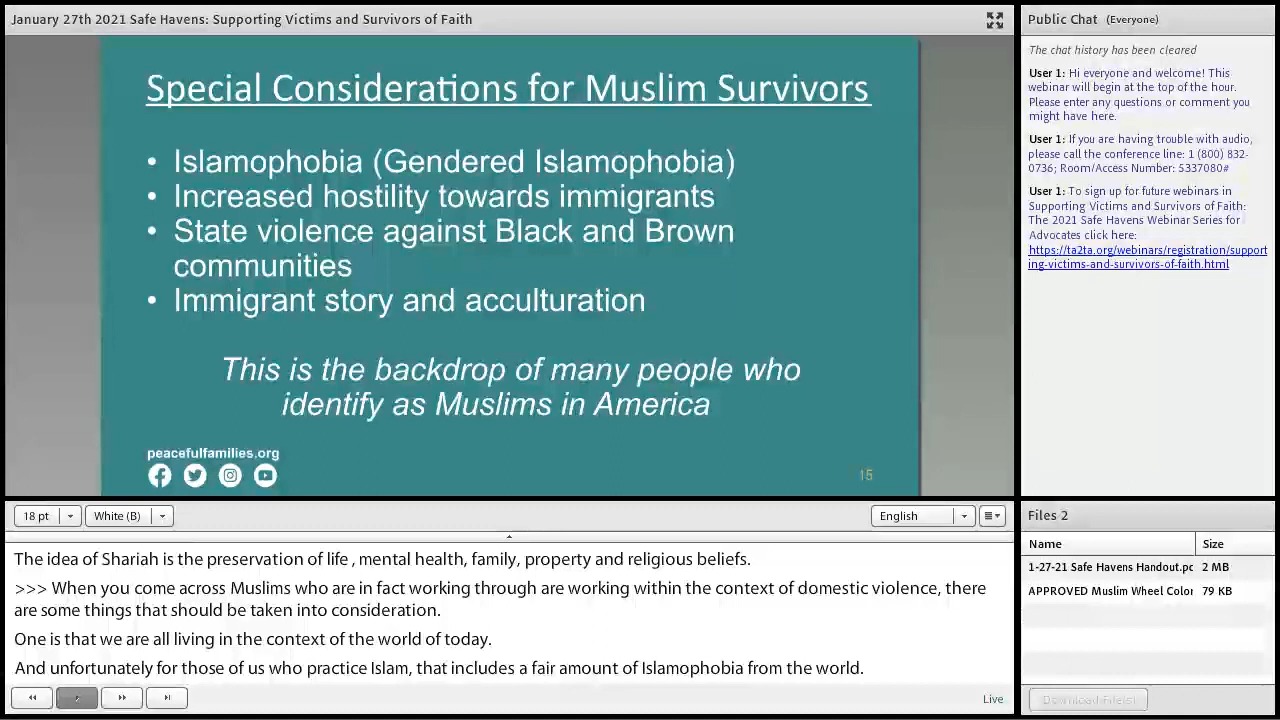 January 27th 2021 Safe Havens: Supporting Victims and Survivors of Faith
Special Considerations for Muslim Survivors
• Islamophobia (Gendered Islamophobia)
• Increased hostility towards immigrants
• State violence against Black and Brown
communities
• Immigrant story and acculturation
This is the backdrop of many people who
identify as Muslims in America
peacefulfamilies.org
15
Public Chat (Everyone)
The chat history has been cleared
User 1: Hi everyone and welcome! This
webinar will begin at the top of the hour.
Please enter any questions or comment you
might have here.
User 1: If you are having trouble with audio,
please call the conference line: 1 (800) 832-
0736; Room/Access Number: 5337080#
User 1: To sign up for future webinars in
Supporting Victims and Survivors of Faith:
The 2021 Safe Havens Webinar Series for
Advocates click here:
https://ta2ta.org/webinars/registration/support
ing-victims-and-survivors-of-faith.html
18 pt
White (B)
English
The idea of Shariah is the preservation of life , mental health, family, property and religious beliefs.
>>> When you come across Muslims who are in fact working through are working within the context of domestic violence, there
are some things that should be taken into consideration.
One is that we are all living in the context of the world of today.
And unfortunately for those of us who practice Islam, that includes a fair amount of Islamophobia from the world.
Live
Files 2
Name Size
1-27-21 Safe Havens Handout.pc 2 MB
APPROVED Muslim Wheel Color 79 KB
Download File(s)